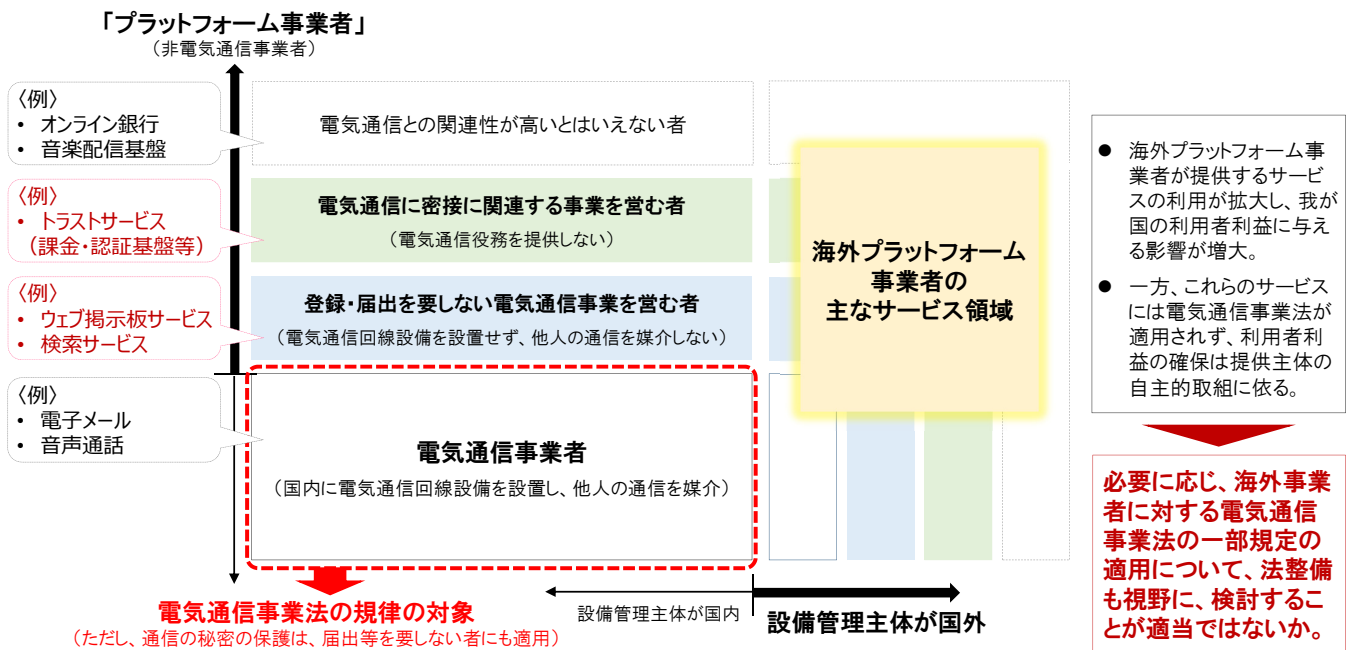 「プラットフォーム事業者」
（非電気通信事業者）
〈例〉
• オンライン銀行
• 音楽配信基盤
電気通信との関連性が高いとはいえない者
〈例〉
• トラストサービス
（課金・認証基盤等）
電気通信に密接に関連する事業を営む者
（電気通信役務を提供しない）
〈例〉
• ウェブ掲示板サービス
• 検索サービス
登録・届出を要しない電気通信事業を営む者
（電気通信回線設備を設置せず、他人の通信を媒介しない）
〈例〉
• 電子メール
• 音声通話
電気通信事業者
（国内に電気通信回線設備を設置し、他人の通信を媒介）
海外プラットフォーム
事業者の
主なサービス領域
電気通信事業法の規律の対象
（ただし、通信の秘密の保護は、届出等を要しない者にも適用）
設備管理主体が国内
設備管理主体が国外
● 海外プラットフォーム事
業者が提供するサービ
スの利用が拡大し、我が
国の利用者利益に与え
る影響が増大。
● 一方、これらのサービス
には電気通信事業法が
適用されず、利用者利
益の確保は提供主体の
自主的取組に依る。
必要に応じ、海外事業
者に対する電気通信
事業法の一部規定の
適用について、法整備
も視野に、検討するこ
とが適当ではないか。